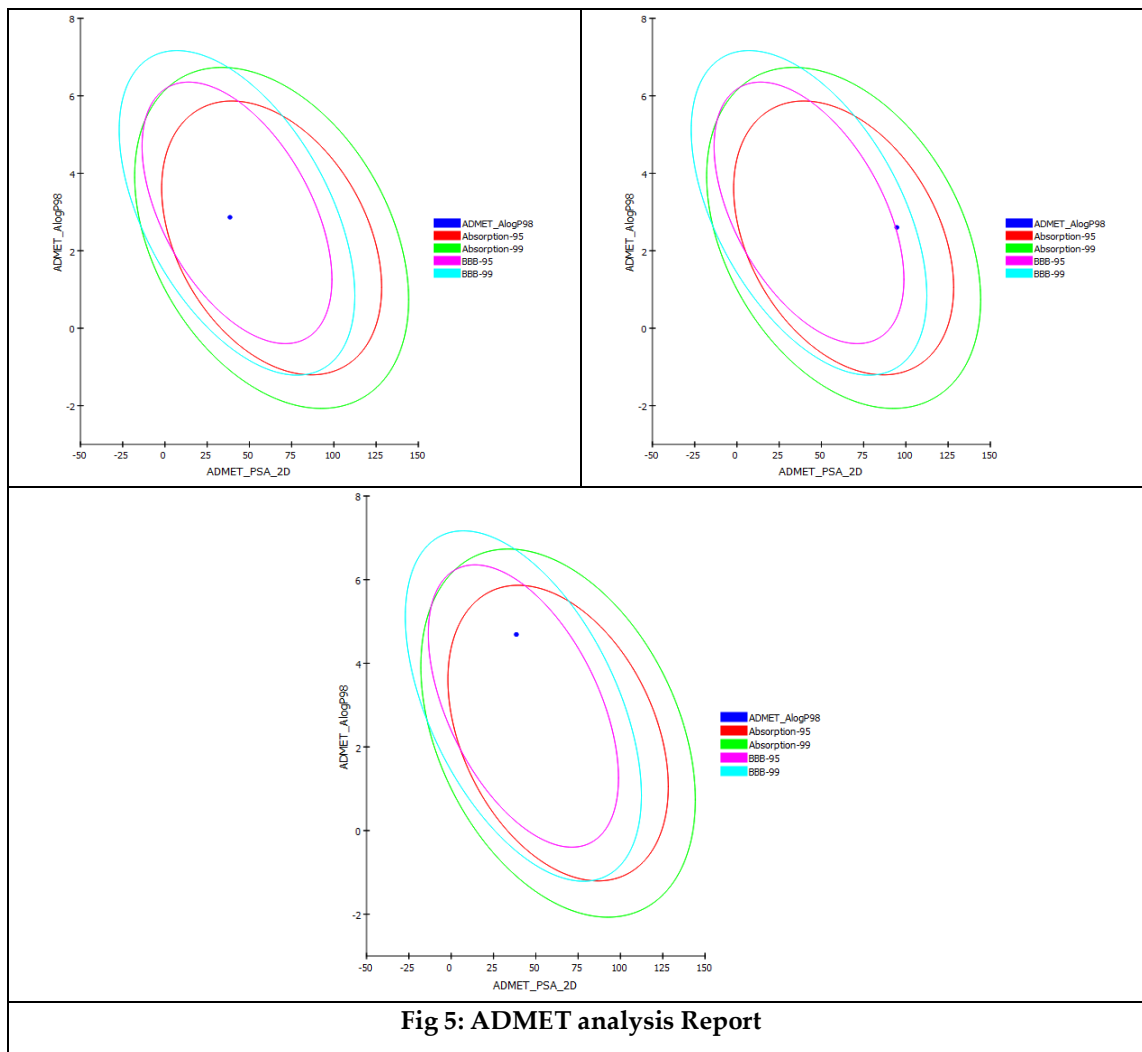 8
6
4
2
0
-2
-50 -25 0 25 50 75 100 125 150
ADMET_AlogP98
ADMET_PSA_2D
ADMET_AlogP98
Absorption-95
Absorption-99
BBB-95
BBB-99
8
6
4
2
0
-2
-50 -25 0 25 50 75 100 125 150
ADMET_AlogP98
ADMET_PSA_2D
ADMET_AlogP98
Absorption-95
Absorption-99
BBB-95
BBB-99
8
6
4
2
0
-2
-50 -25 0 25 50 75 100 125 150
ADMET_AlogP98
ADMET_PSA_2D
ADMET_AlogP98
Absorption-95
Absorption-99
BBB-95
BBB-99
Fig 5: ADMET analysis Report